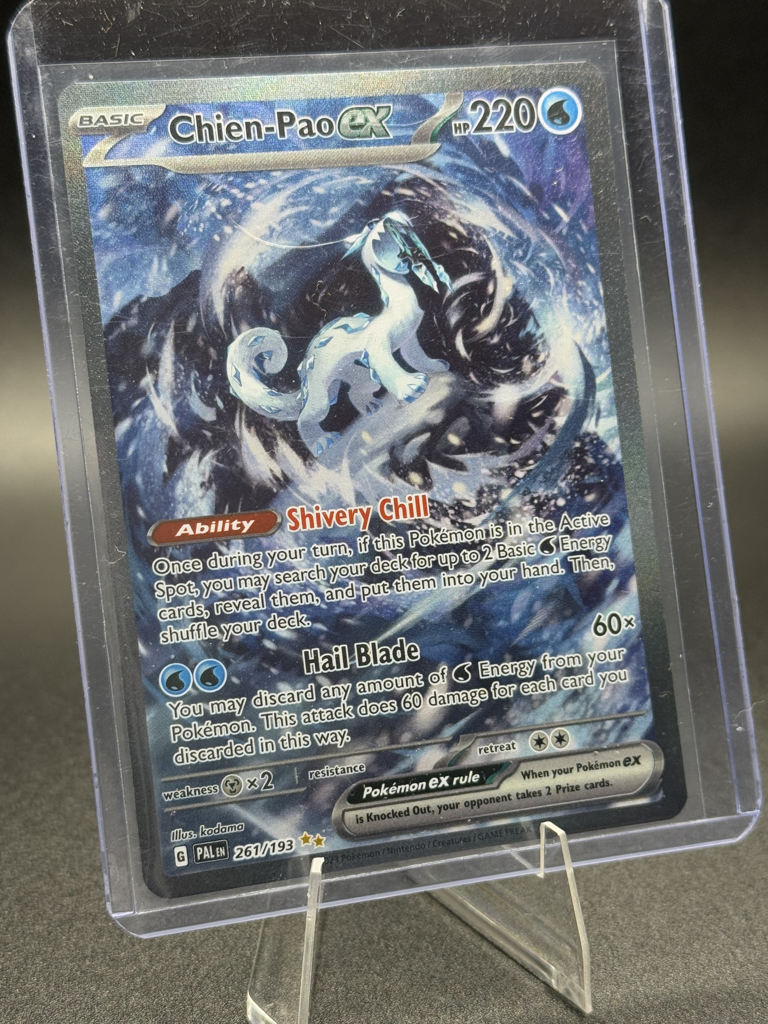 BASIC Chien-Pao ex HP 220
Ability Shivery Chill
Once during your turn, if this Pokémon is in the Active
Spot, you may search your deck for up to 2 Basic Energy
cards, reveal them, and put them into your hand. Then,
shuffle your deck.
Hail Blade 60×
You may discard any amount of Energy from your
Pokémon. This attack does 60 damage for each card you
discarded in this way.
weakness ×2 resistance retreat
Pokémon ex rule When your Pokémon ex
is Knocked Out, your opponent takes 2 Prize cards.
Illus. kodama
G PAL EN 261/193
Pokémon / Nintendo / Creatures / GAME FREAK